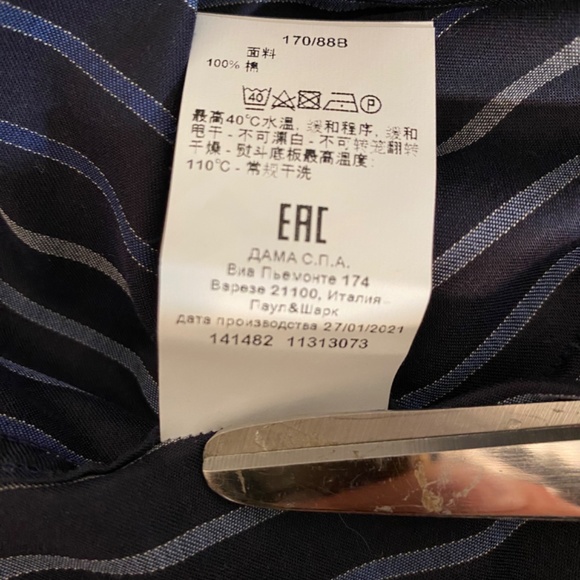 170/88B
面料
100% 棉
40 P
最高40℃水温, 缓和程序, 缓和
甩干 - 不可漂白 - 不可转笼翻转
干燥 - 熨斗底板最高温度:
110℃ - 常规干洗
EAC
ДАМА С.П.А.
Виа Пьемонте 174
Варезе 21100, Италия
Паул&Шарк
дата производства 27/01/2021
141482 11313073